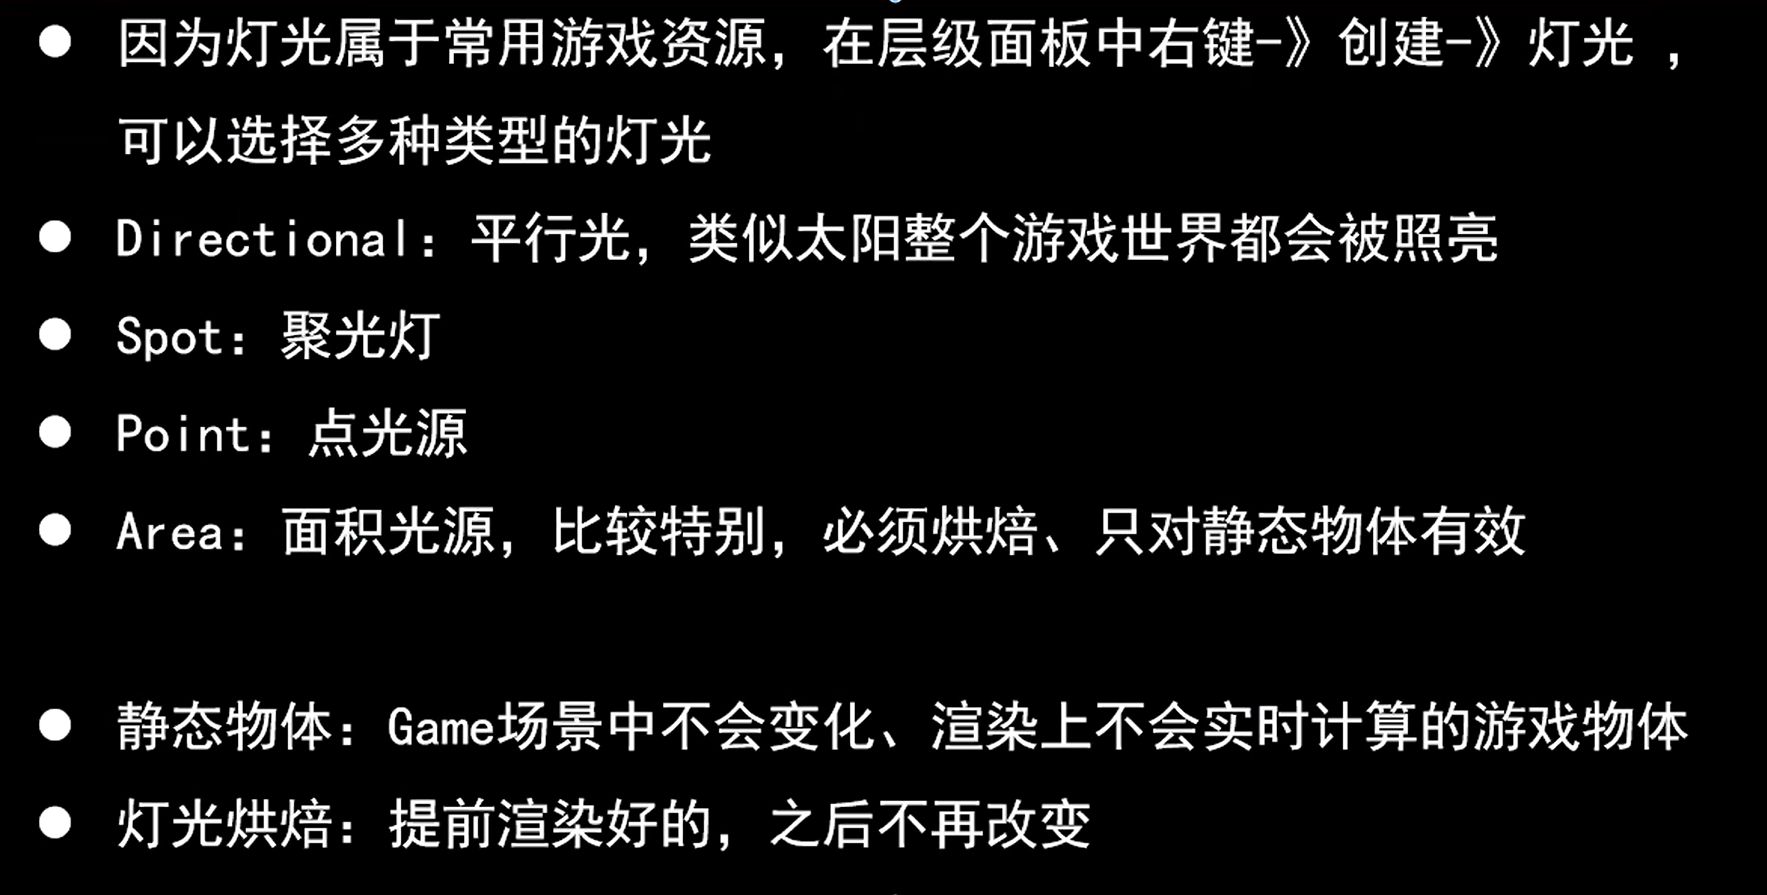 ● 因为灯光属于常用游戏资源，在层级面板中右键-》创建-》灯光 ，
可以选择多种类型的灯光
● Directional：平行光，类似太阳整个游戏世界都会被照亮
● Spot：聚光灯
● Point：点光源
● Area：面积光源，比较特别，必须烘焙、只对静态物体有效
● 静态物体：Game场景中不会变化、渲染上不会实时计算的游戏物体
● 灯光烘焙：提前渲染好的，之后不再改变